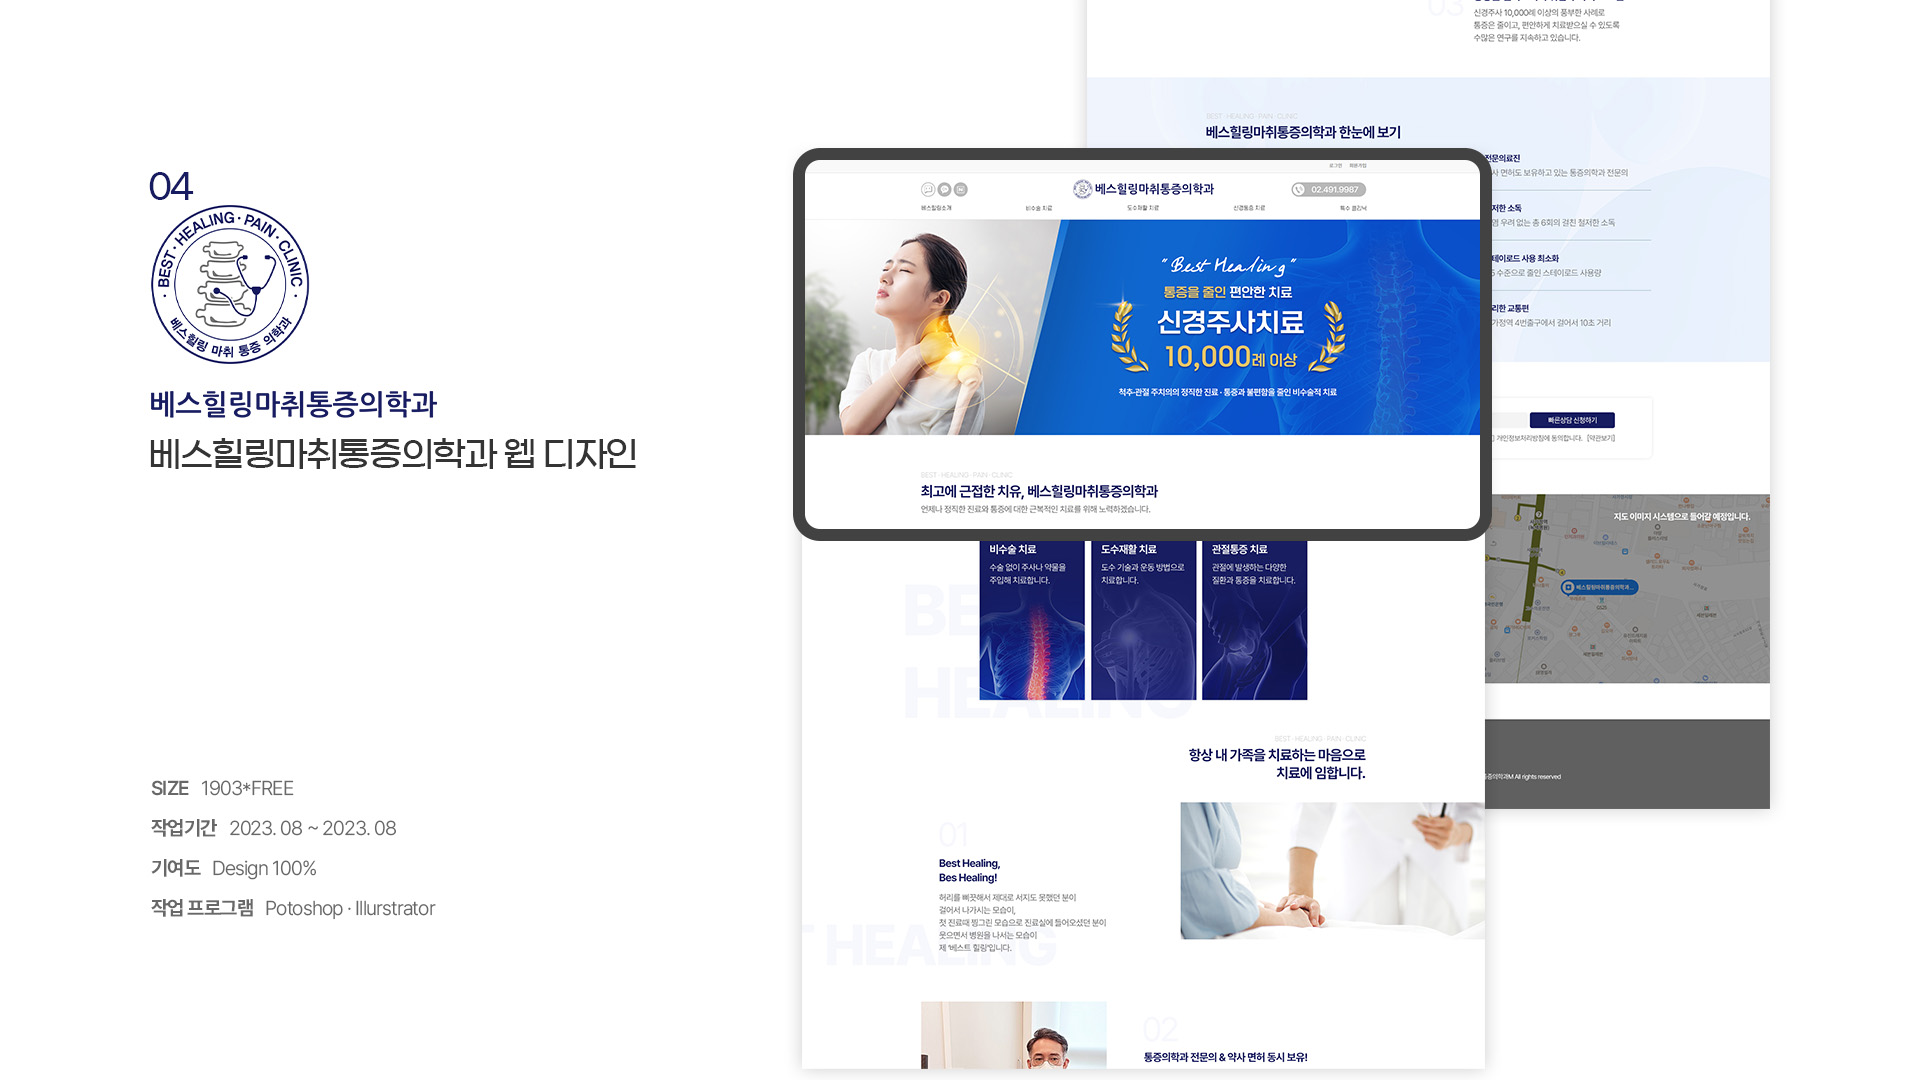 04
BEST · HEALING · PAIN · CLINIC
베스힐링 마취 통증 의학과
베스힐링마취통증의학과
베스힐링마취통증의학과 웹 디자인
SIZE 1903*FREE
작업기간 2023. 08 ~ 2023. 08
기여도 Design 100%
작업 프로그램 Potoshop · Illurstrator
로그인 회원가입
베스힐링마취통증의학과
02.491.9987
베스힐링소개 비수술 치료 도수재활 치료 신경통증 치료 특수 클리닉
"Best Healing"
통증을 줄인 편안한 치료
신경주사치료
10,000례 이상
척추·관절 주치의의 정직한 진료 · 통증과 불편함을 줄인 비수술적 치료
BEST · HEALING · PAIN · CLINIC
최고에 근접한 치유, 베스힐링마취통증의학과
언제나 정직한 진료와 통증에 대한 근복적인 치료를 위해 노력하겠습니다.
비수술 치료
수술 없이 주사나 약물을
주입해 치료합니다.
도수재활 치료
도수 기술과 운동 방법으로
치료합니다.
관절통증 치료
관절에 발생하는 다양한
질환과 통증을 치료합니다.
BE
HEALING
BEST · HEALING · PAIN · CLINIC
항상 내 가족을 치료하는 마음으로
치료에 임합니다.
01
Best Healing,
Bes Healing!
허리를 삐끗해서 제대로 서지도 못했던 분이
걸어서 나가시는 모습이,
첫 진료때 찡그린 모습으로 진료실에 들어오셨던 분이
웃으면서 병원을 나서는 모습이
제 '베스트 힐링'입니다.
T HEALING
02
통증의학과 전문의 & 약사 면허 동시 보유!
03
신경주사 10,000례 이상의 풍부한 사례로
통증은 줄이고, 편안하게 치료받으실 수 있도록
수많은 연구를 지속하고 있습니다.
BEST · HEALING · PAIN · CLINIC
베스힐링마취통증의학과 한눈에 보기
전문의료진
사 면허도 보유하고 있는 통증의학과 전문의
저한 소독
염 우려 없는 총 6회의 걸친 철저한 소독
테이로드 사용 최소화
수준으로 줄인 스테이로드 사용량
리한 교통편
가정역 4번출구에서 걸어서 10초 거리
빠른상담 신청하기
개인정보처리방침에 동의합니다. [약관보기]
지도 이미지 시스템으로 들어감 예정입니다.
베스힐링마취통증의학과...
통증의학과M All rights reserved